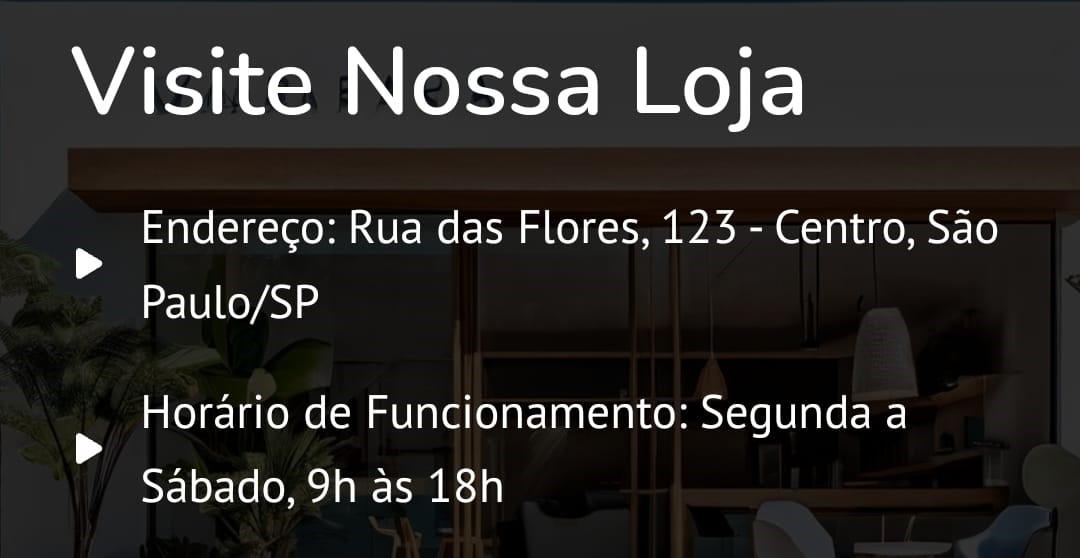 Visite Nossa Loja
Endereço: Rua das Flores, 123 - Centro, São
Paulo/SP
Horário de Funcionamento: Segunda a
Sábado, 9h às 18h